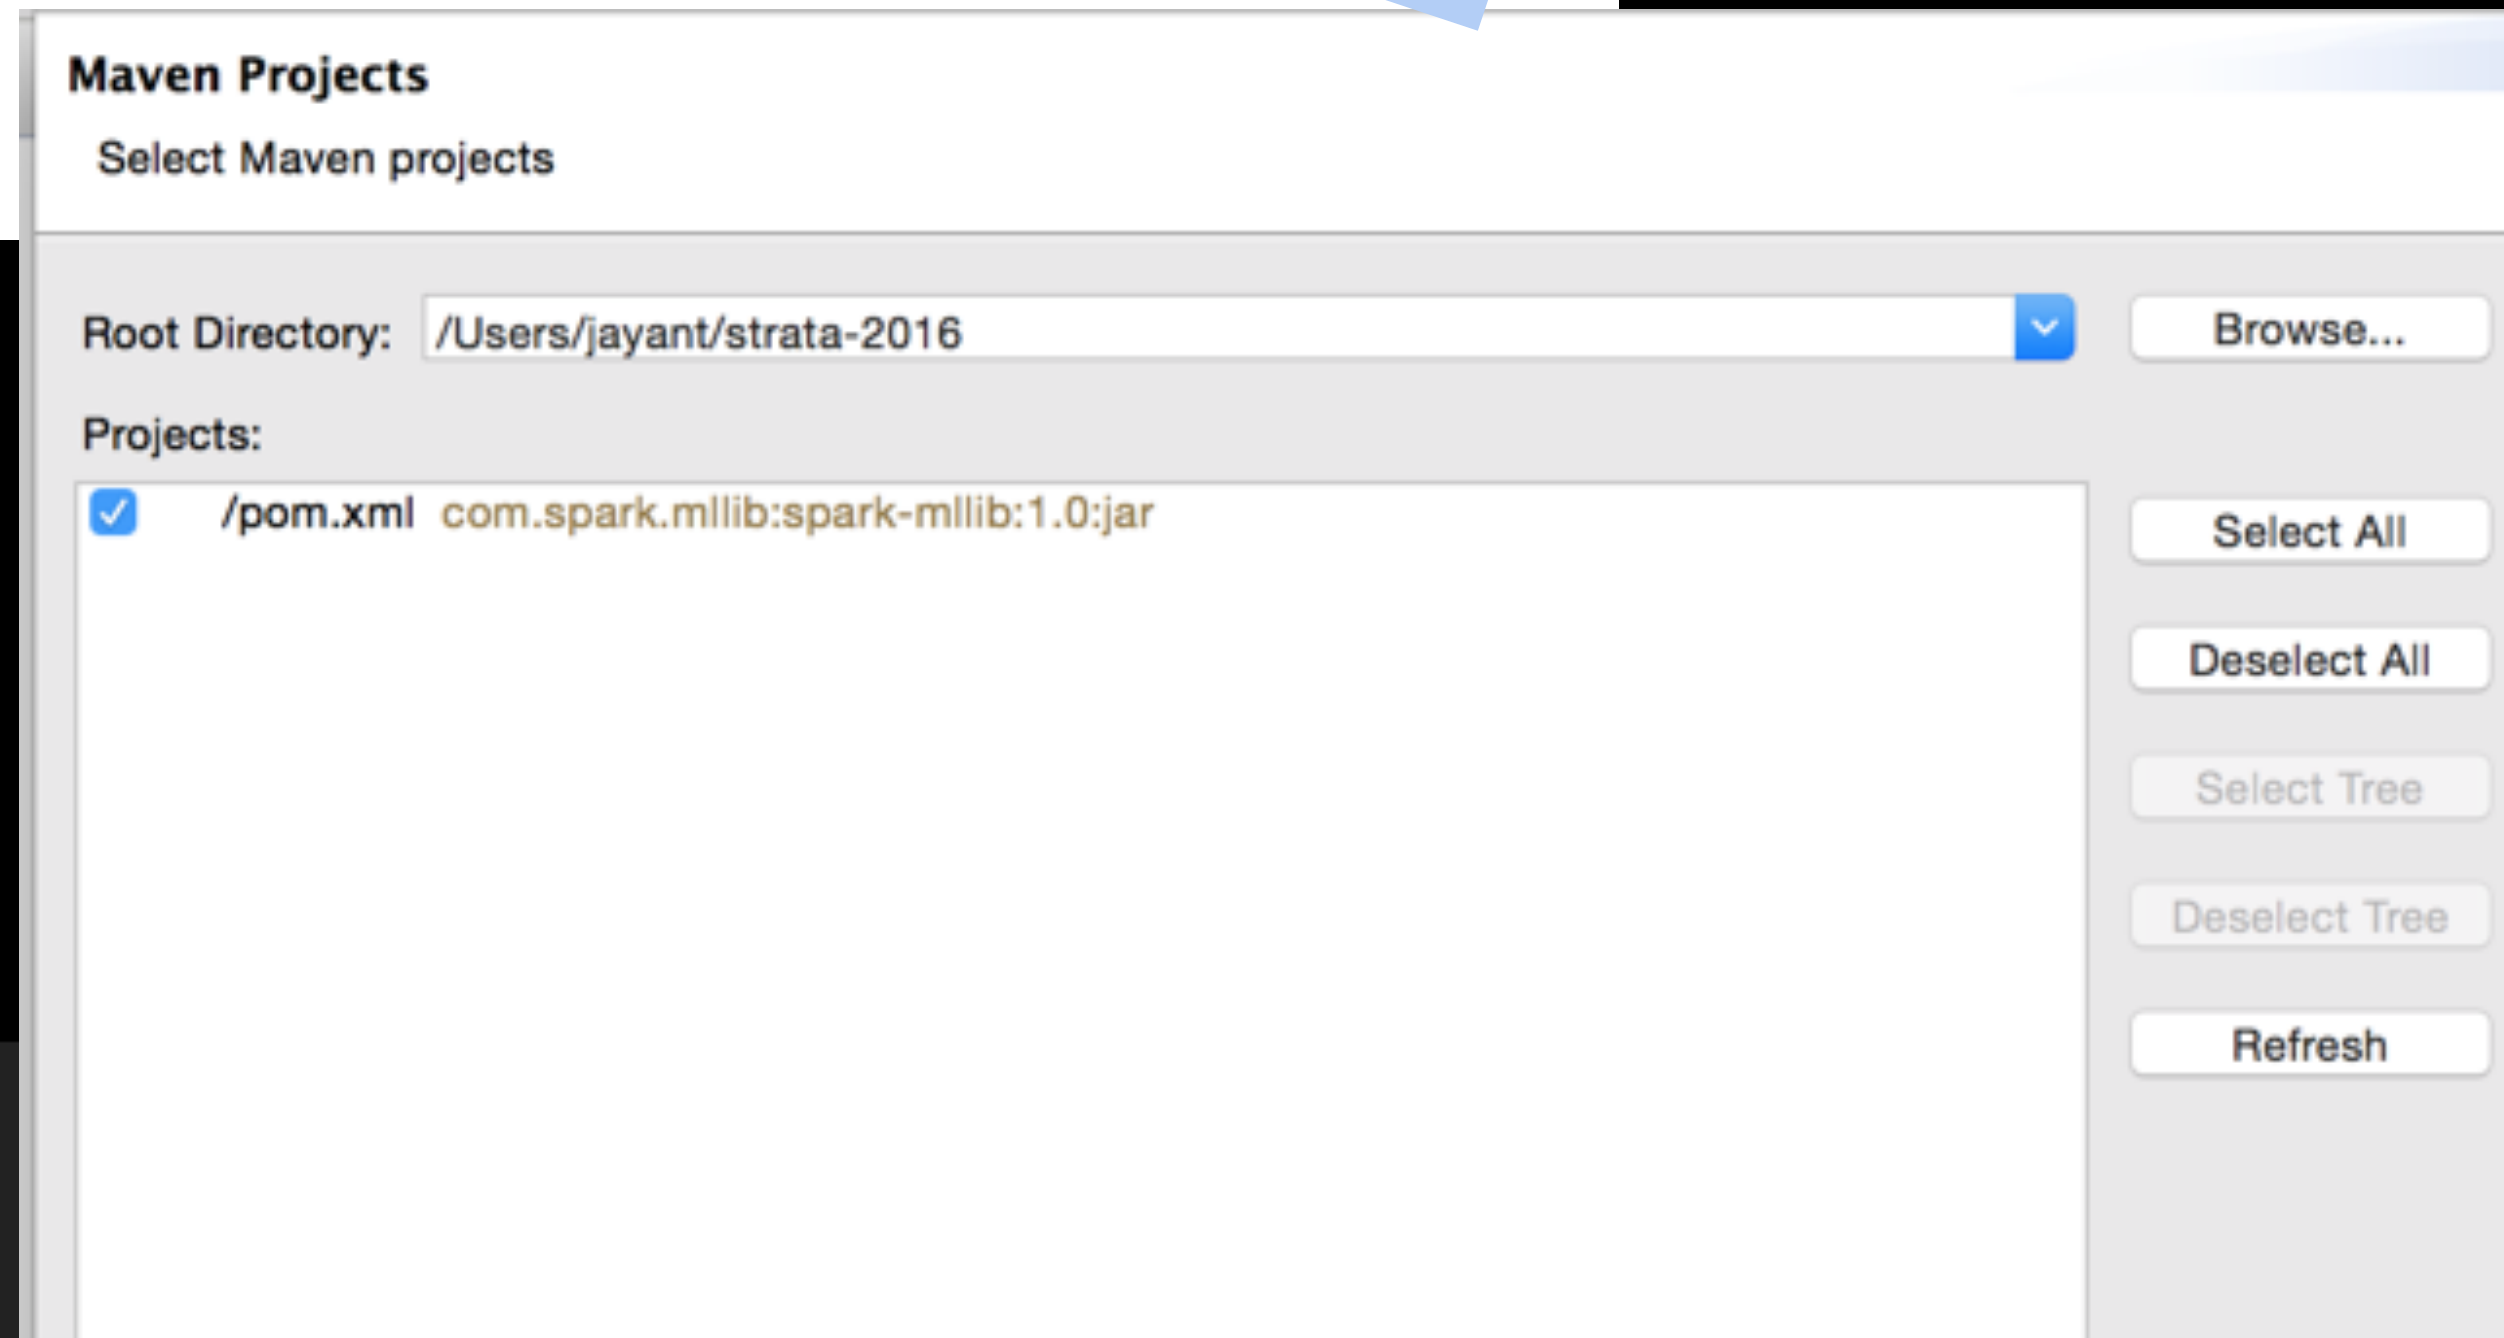 Maven Projects
Select Maven projects
Root Directory: /Users/jayant/strata-2016 Browse...
Projects:
/pom.xml com.spark.mllib:spark-mllib:1.0:jar
Select All
Deselect All
Select Tree
Deselect Tree
Refresh